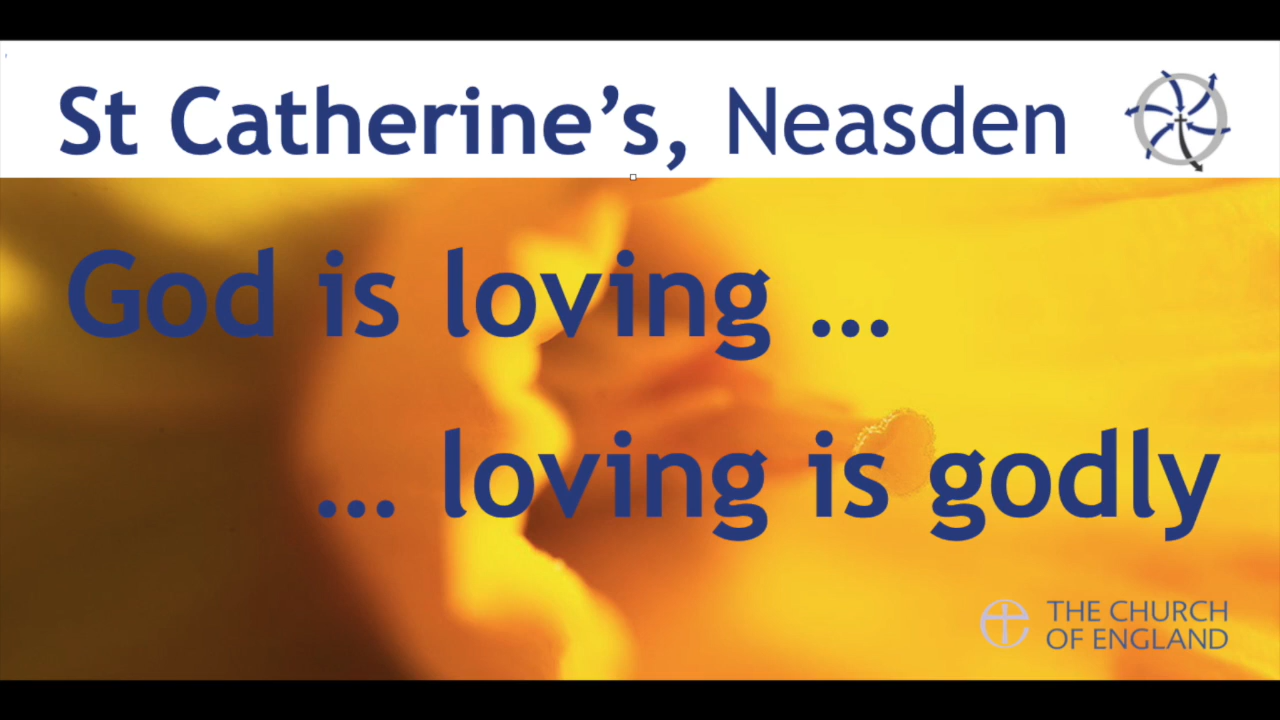 St Catherine’s, Neasden
God is loving ...
... loving is godly
THE CHURCH
OF ENGLAND